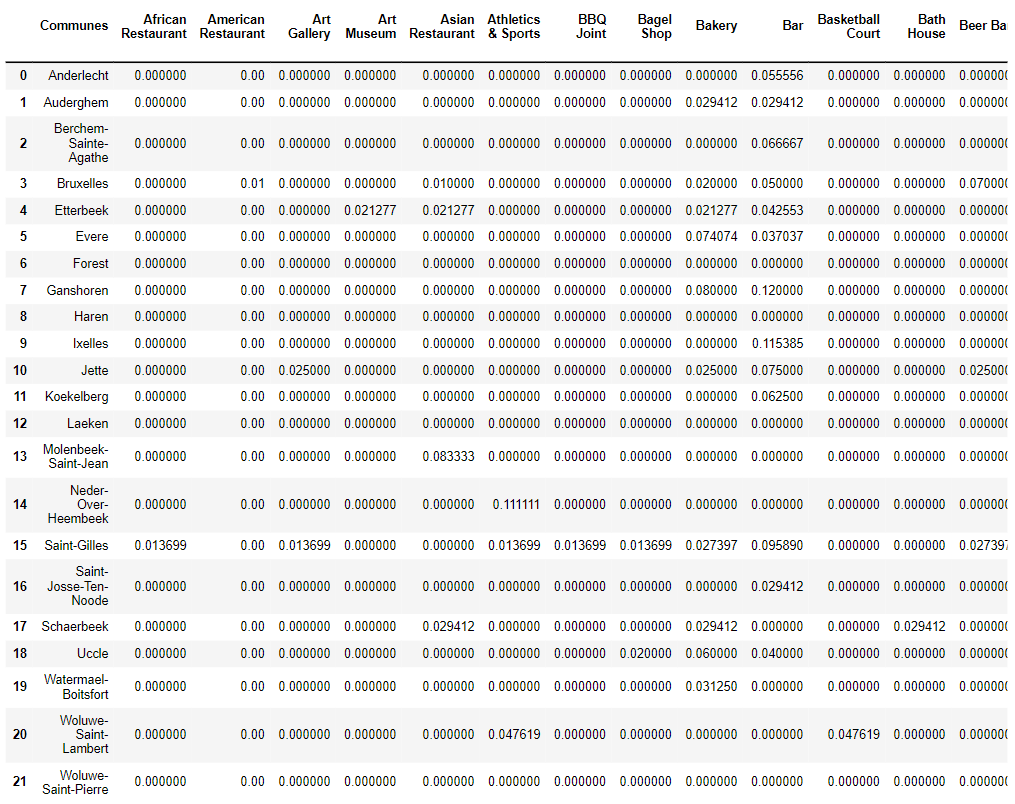 Communes African Restaurant American Restaurant Art Gallery Art Museum Asian Restaurant Athletics & Sports BBQ Joint Bagel Shop Bakery Bar Basketball Court Bath House Beer Ba
0 Anderlecht 0.000000 0.00 0.000000 0.000000 0.000000 0.000000 0.000000 0.000000 0.000000 0.055556 0.000000 0.000000 0.00000
1 Auderghem 0.000000 0.00 0.000000 0.000000 0.000000 0.000000 0.000000 0.000000 0.029412 0.029412 0.000000 0.000000 0.00000
2 Berchem-Sainte-Agathe 0.000000 0.00 0.000000 0.000000 0.000000 0.000000 0.000000 0.000000 0.000000 0.066667 0.000000 0.000000 0.00000
3 Bruxelles 0.000000 0.01 0.000000 0.000000 0.010000 0.000000 0.000000 0.000000 0.020000 0.050000 0.000000 0.000000 0.07000
4 Etterbeek 0.000000 0.00 0.000000 0.021277 0.021277 0.000000 0.000000 0.000000 0.021277 0.042553 0.000000 0.000000 0.00000
5 Evere 0.000000 0.00 0.000000 0.000000 0.000000 0.000000 0.000000 0.000000 0.074074 0.037037 0.000000 0.000000 0.00000
6 Forest 0.000000 0.00 0.000000 0.000000 0.000000 0.000000 0.000000 0.000000 0.000000 0.000000 0.000000 0.000000 0.00000
7 Ganshoren 0.000000 0.00 0.000000 0.000000 0.000000 0.000000 0.000000 0.000000 0.080000 0.120000 0.000000 0.000000 0.00000
8 Haren 0.000000 0.00 0.000000 0.000000 0.000000 0.000000 0.000000 0.000000 0.000000 0.000000 0.000000 0.000000 0.00000
9 Ixelles 0.000000 0.00 0.000000 0.000000 0.000000 0.000000 0.000000 0.000000 0.000000 0.115385 0.000000 0.000000 0.00000
10 Jette 0.000000 0.00 0.025000 0.000000 0.000000 0.000000 0.000000 0.000000 0.025000 0.075000 0.000000 0.000000 0.02500
11 Koekelberg 0.000000 0.00 0.000000 0.000000 0.000000 0.000000 0.000000 0.000000 0.000000 0.062500 0.000000 0.000000 0.00000
12 Laeken 0.000000 0.00 0.000000 0.000000 0.000000 0.000000 0.000000 0.000000 0.000000 0.000000 0.000000 0.000000 0.00000
13 Molenbeek-Saint-Jean 0.000000 0.00 0.000000 0.000000 0.083333 0.000000 0.000000 0.000000 0.000000 0.000000 0.000000 0.000000 0.00000
14 Neder-Over-Heembeek 0.000000 0.00 0.000000 0.000000 0.000000 0.111111 0.000000 0.000000 0.000000 0.000000 0.000000 0.000000 0.00000
15 Saint-Gilles 0.013699 0.00 0.013699 0.000000 0.000000 0.013699 0.013699 0.013699 0.027397 0.095890 0.000000 0.000000 0.027397
16 Saint-Josse-Ten-Noode 0.000000 0.00 0.000000 0.000000 0.000000 0.000000 0.000000 0.000000 0.000000 0.029412 0.000000 0.000000 0.00000
17 Schaerbeek 0.000000 0.00 0.000000 0.000000 0.029412 0.000000 0.000000 0.000000 0.029412 0.000000 0.000000 0.029412 0.00000
18 Uccle 0.000000 0.00 0.000000 0.000000 0.000000 0.000000 0.000000 0.020000 0.060000 0.040000 0.000000 0.000000 0.00000
19 Watermael-Boitsfort 0.000000 0.00 0.000000 0.000000 0.000000 0.000000 0.000000 0.000000 0.031250 0.000000 0.000000 0.000000 0.00000
20 Woluwe-Saint-Lambert 0.000000 0.00 0.000000 0.000000 0.000000 0.047619 0.000000 0.000000 0.000000 0.000000 0.047619 0.000000 0.00000
21 Woluwe-Saint-Pierre 0.000000 0.00 0.000000 0.000000 0.000000 0.000000 0.000000 0.000000 0.000000 0.000000 0.000000 0.000000 0.00000